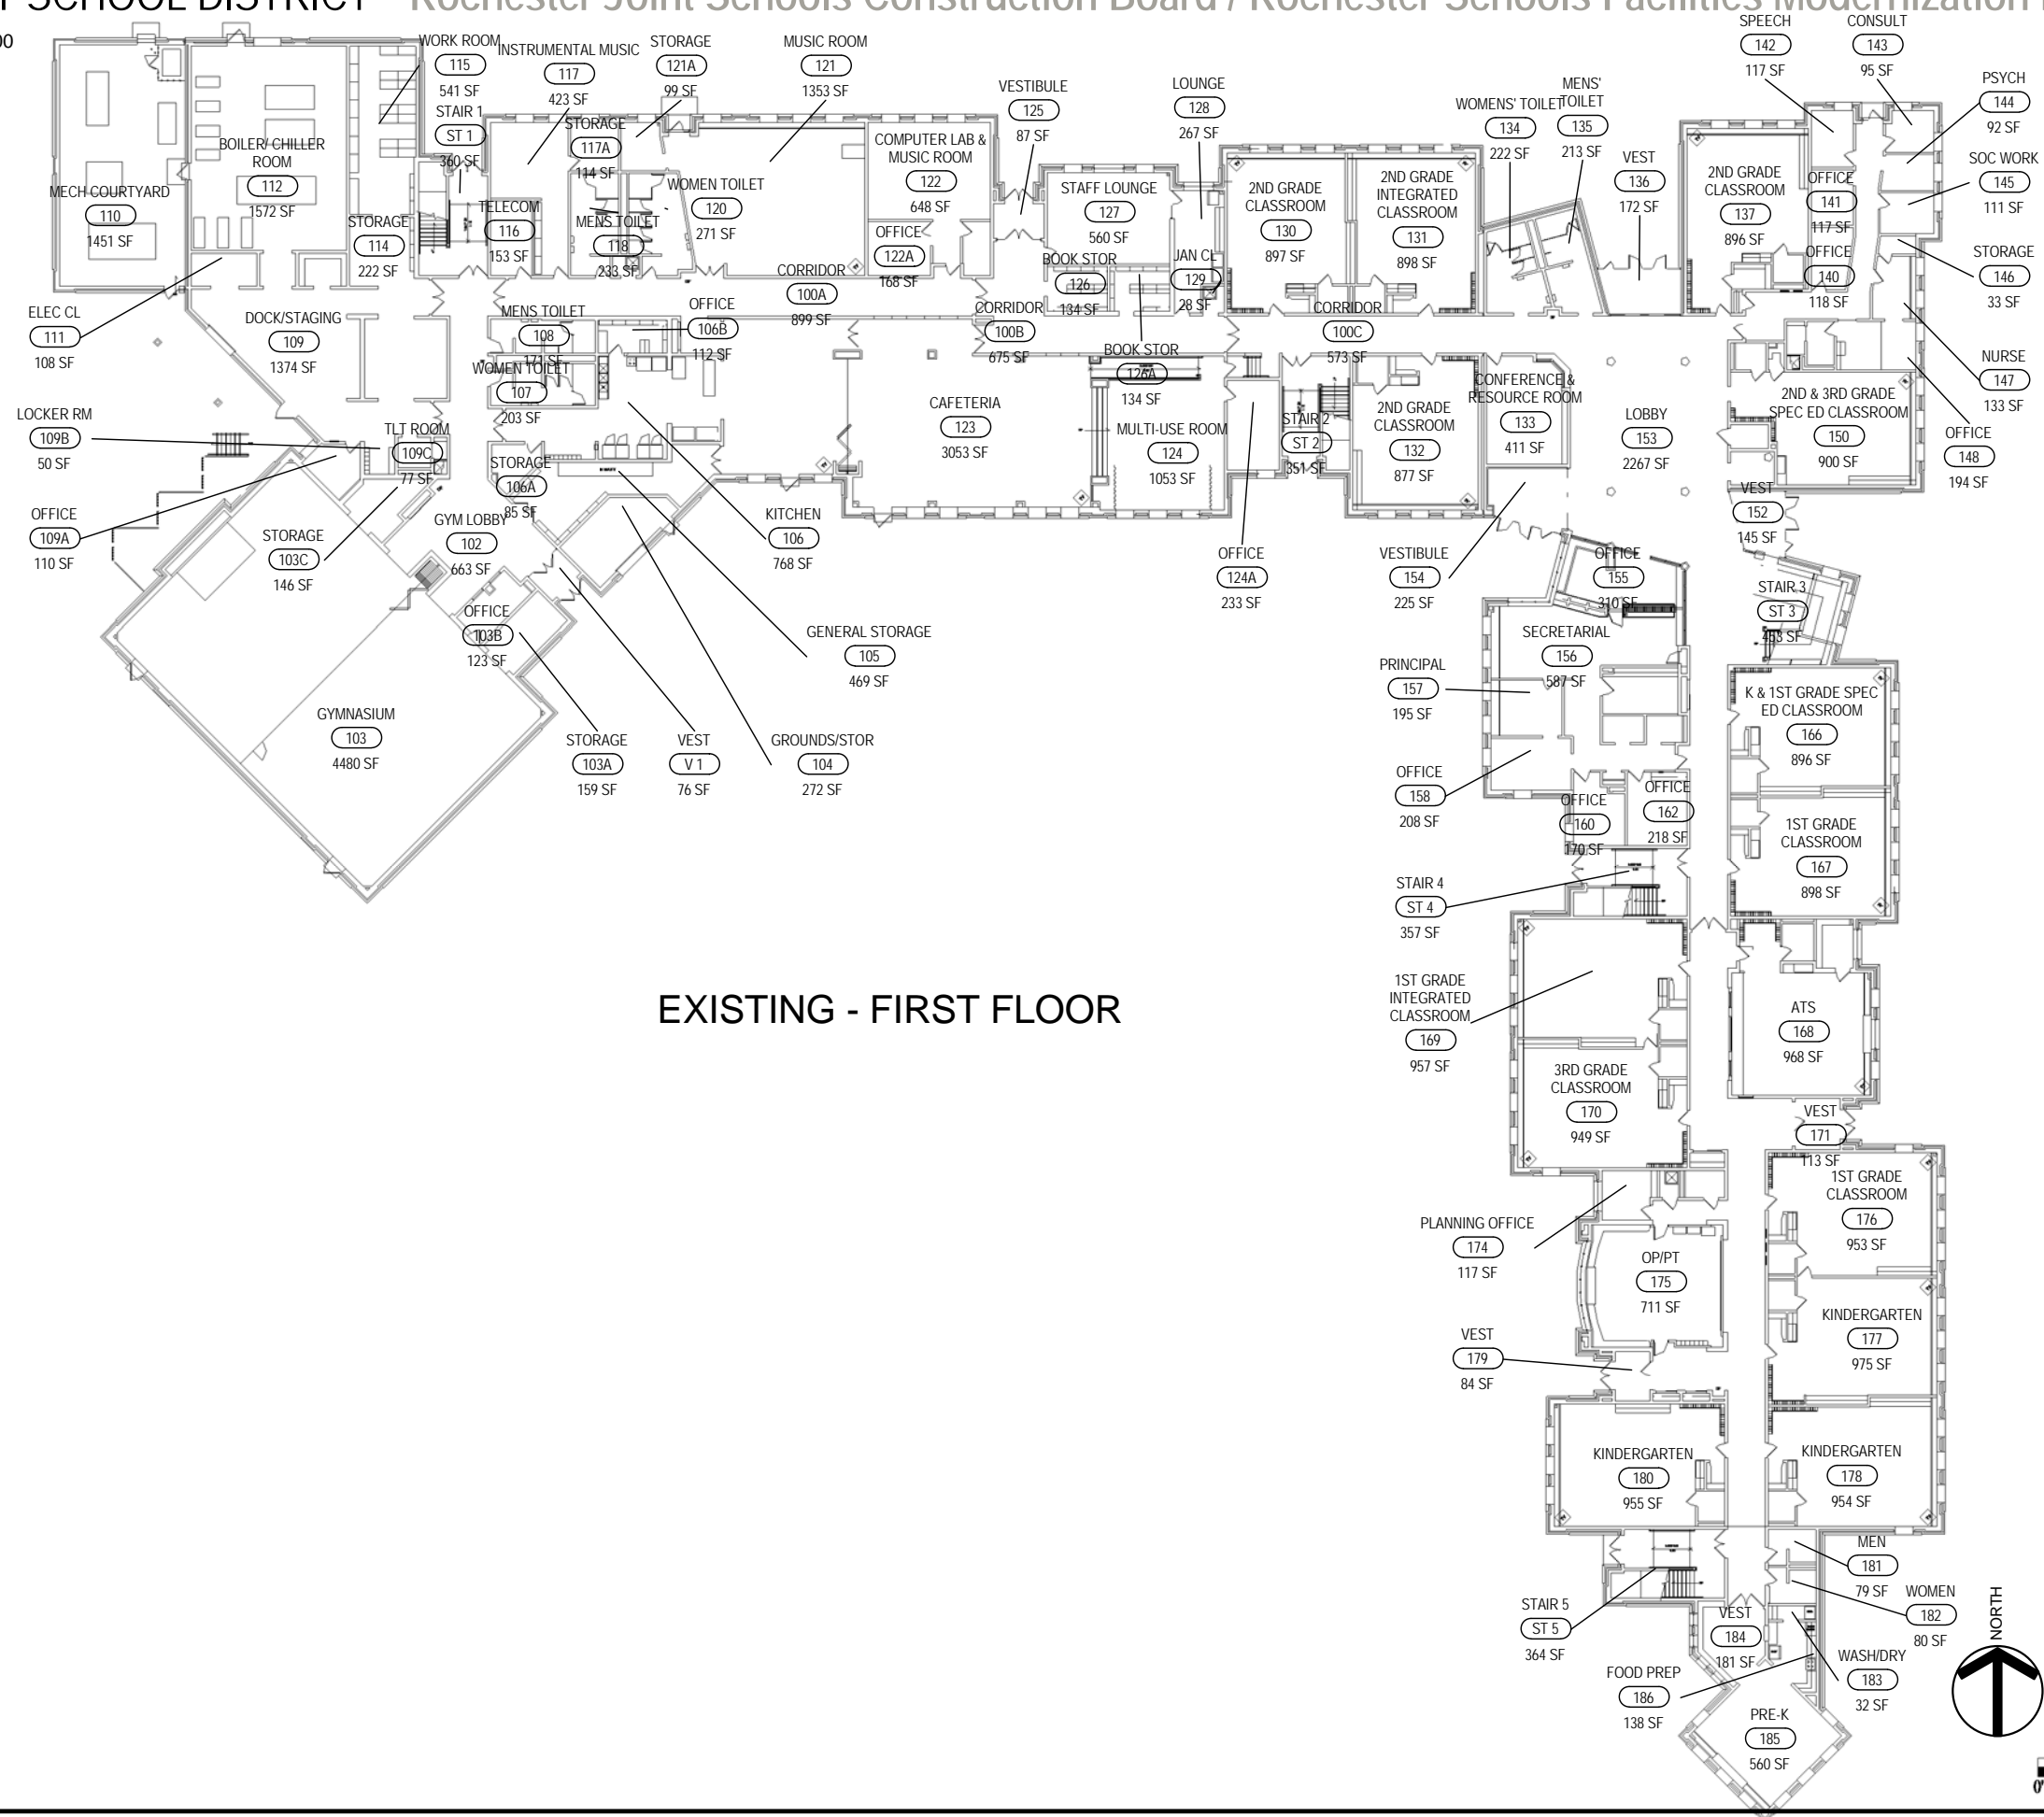 SCHOOL DISTRICT
Rochester Joint Schools Construction Board / Rochester Schools Facilities Modernization
00
WORK ROOM
115
541 SF
INSTRUMENTAL MUSIC
117
423 SF
STORAGE
121A
99 SF
MUSIC ROOM
121
1353 SF
SPEECH
142
117 SF
CONSULT
143
95 SF
PSYCH
144
92 SF
SOC WORK
145
111 SF
STORAGE
146
33 SF
NURSE
147
133 SF
OFFICE
148
194 SF
STAIR 1
ST 1
360 SF
STORAGE
117A
114 SF
VESTIBULE
125
87 SF
LOUNGE
128
267 SF
WOMENS' TOILET
134
222 SF
MENS'
TOILET
135
213 SF
VEST
136
172 SF
MECH COURTYARD
110
1451 SF
BOILER/ CHILLER
ROOM
112
1572 SF
STORAGE
114
222 SF
TELECOM
116
153 SF
MENS TOILET
118
233 SF
WOMEN TOILET
120
271 SF
COMPUTER LAB &
MUSIC ROOM
122
648 SF
OFFICE
122A
168 SF
STAFF LOUNGE
127
560 SF
BOOK STOR
126
134 SF
JAN CL
129
28 SF
2ND GRADE
CLASSROOM
130
897 SF
2ND GRADE
INTEGRATED
CLASSROOM
131
898 SF
2ND GRADE
CLASSROOM
137
896 SF
OFFICE
141
117 SF
OFFICE
140
118 SF
ELEC CL
111
108 SF
DOCK/STAGING
109
1374 SF
MENS TOILET
108
171 SF
OFFICE
106B
112 SF
CORRIDOR
100A
899 SF
CORRIDOR
100B
675 SF
BOOK STOR
126A
134 SF
CORRIDOR
100C
573 SF
WOMEN TOILET
107
203 SF
LOCKER RM
109B
50 SF
TLT ROOM
109C
77 SF
STORAGE
106A
85 SF
CAFETERIA
123
3053 SF
MULTI-USE ROOM
124
1053 SF
STAIR 2
ST 2
351 SF
2ND GRADE
CLASSROOM
132
877 SF
CONFERENCE &
RESOURCE ROOM
133
411 SF
LOBBY
153
2267 SF
2ND & 3RD GRADE
SPEC ED CLASSROOM
150
900 SF
VEST
152
145 SF
OFFICE
109A
110 SF
STORAGE
103C
146 SF
GYM LOBBY
102
663 SF
KITCHEN
106
768 SF
OFFICE
124A
233 SF
VESTIBULE
154
225 SF
OFFICE
155
310 SF
STAIR 3
ST 3
453 SF
OFFICE
103B
123 SF
GENERAL STORAGE
105
469 SF
SECRETARIAL
156
587 SF
PRINCIPAL
157
195 SF
K & 1ST GRADE SPEC
ED CLASSROOM
166
896 SF
GYMNASIUM
103
4480 SF
STORAGE
103A
159 SF
VEST
V 1
76 SF
GROUNDS/STOR
104
272 SF
OFFICE
158
208 SF
OFFICE
160
170 SF
OFFICE
162
218 SF
1ST GRADE
CLASSROOM
167
898 SF
STAIR 4
ST 4
357 SF
EXISTING - FIRST FLOOR
1ST GRADE
INTEGRATED
CLASSROOM
169
957 SF
ATS
168
968 SF
3RD GRADE
CLASSROOM
170
949 SF
VEST
171
113 SF
1ST GRADE
CLASSROOM
176
953 SF
PLANNING OFFICE
174
117 SF
OP/PT
175
711 SF
KINDERGARTEN
177
975 SF
VEST
179
84 SF
KINDERGARTEN
180
955 SF
KINDERGARTEN
178
954 SF
MEN
181
79 SF
WOMEN
182
80 SF
STAIR 5
ST 5
364 SF
VEST
184
181 SF
WASH/DRY
183
32 SF
FOOD PREP
186
138 SF
PRE-K
185
560 SF
NORTH
0'